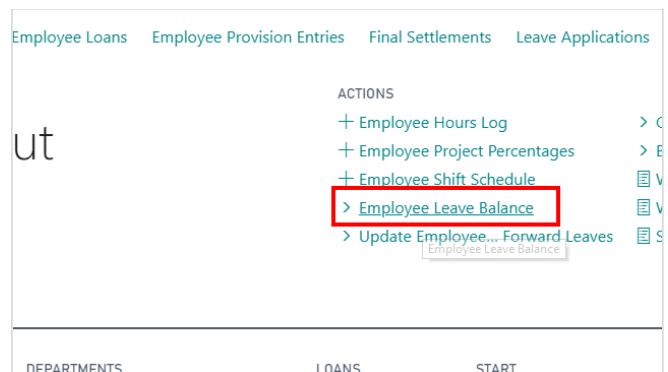 Employee Loans Employee Provision Entries Final Settlements Leave Applications
ACTIONS
+ Employee Hours Log
+ Employee Project Percentages
+ Employee Shift Schedule
> Employee Leave Balance
> Update Employee... Forward Leaves
Employee Leave Balance
ut
DEPARTMENTS LOANS START